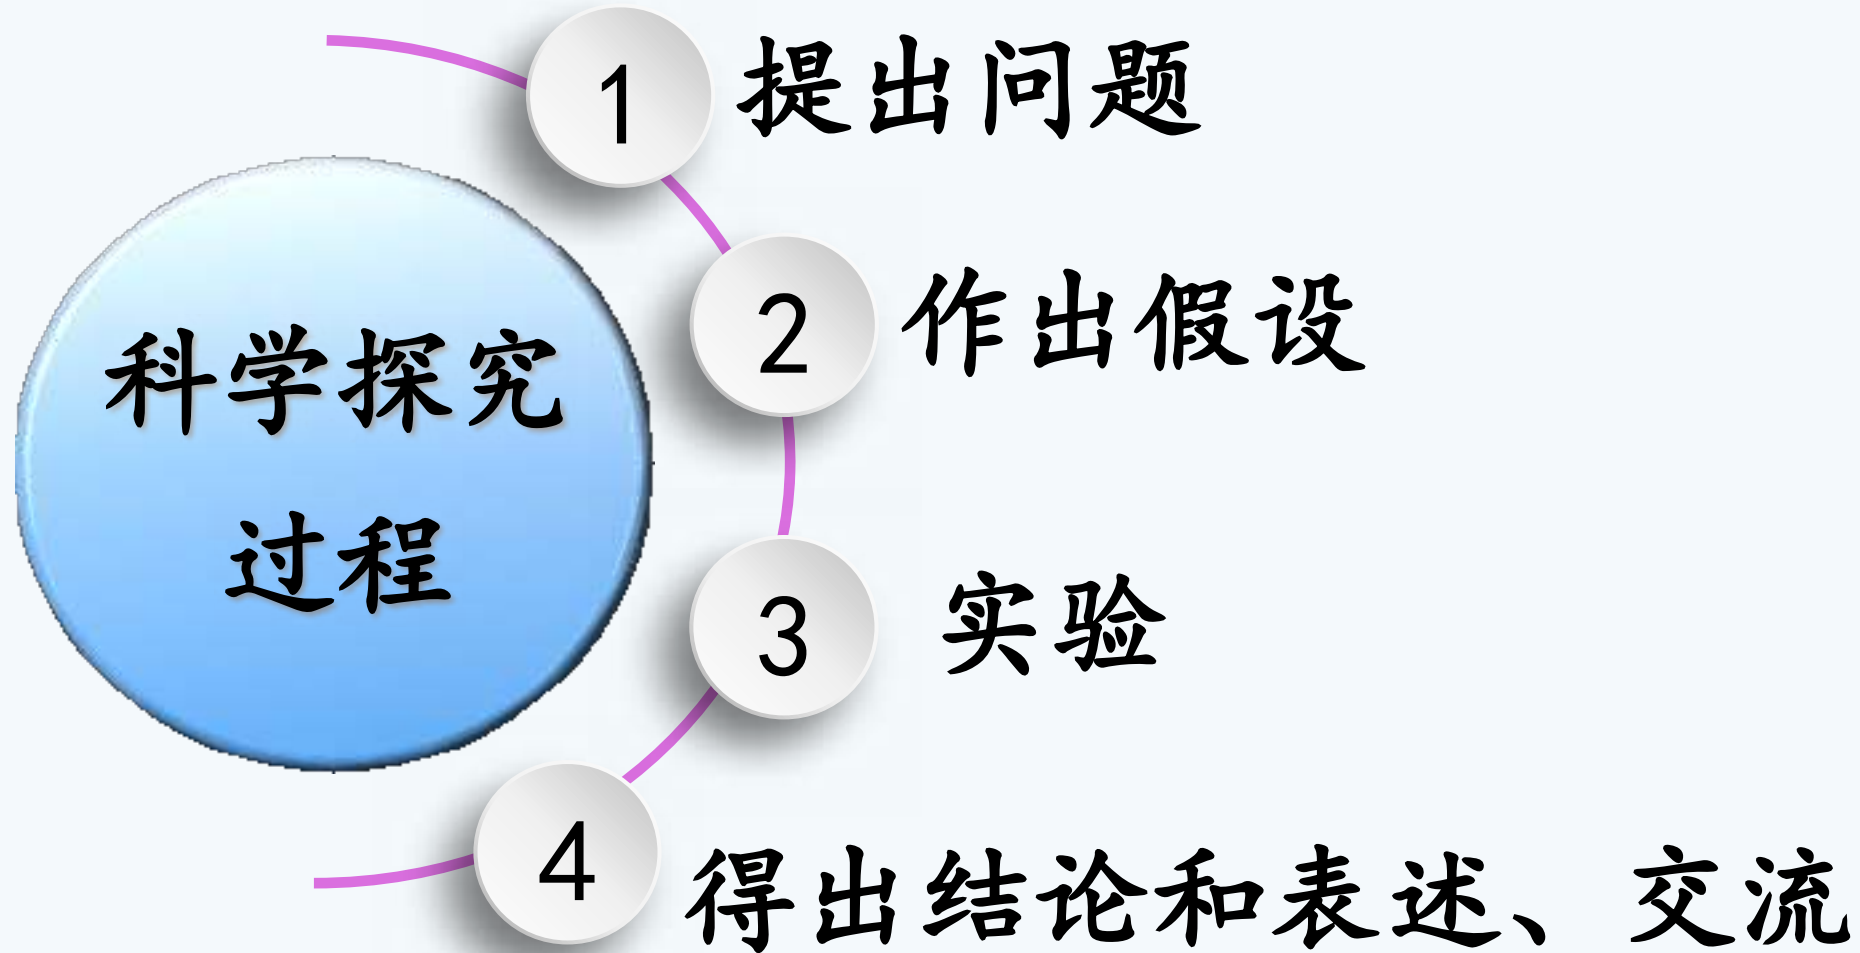 科学探究
过程
1 提出问题
2 作出假设
3 实验
4 得出结论和表述、交流